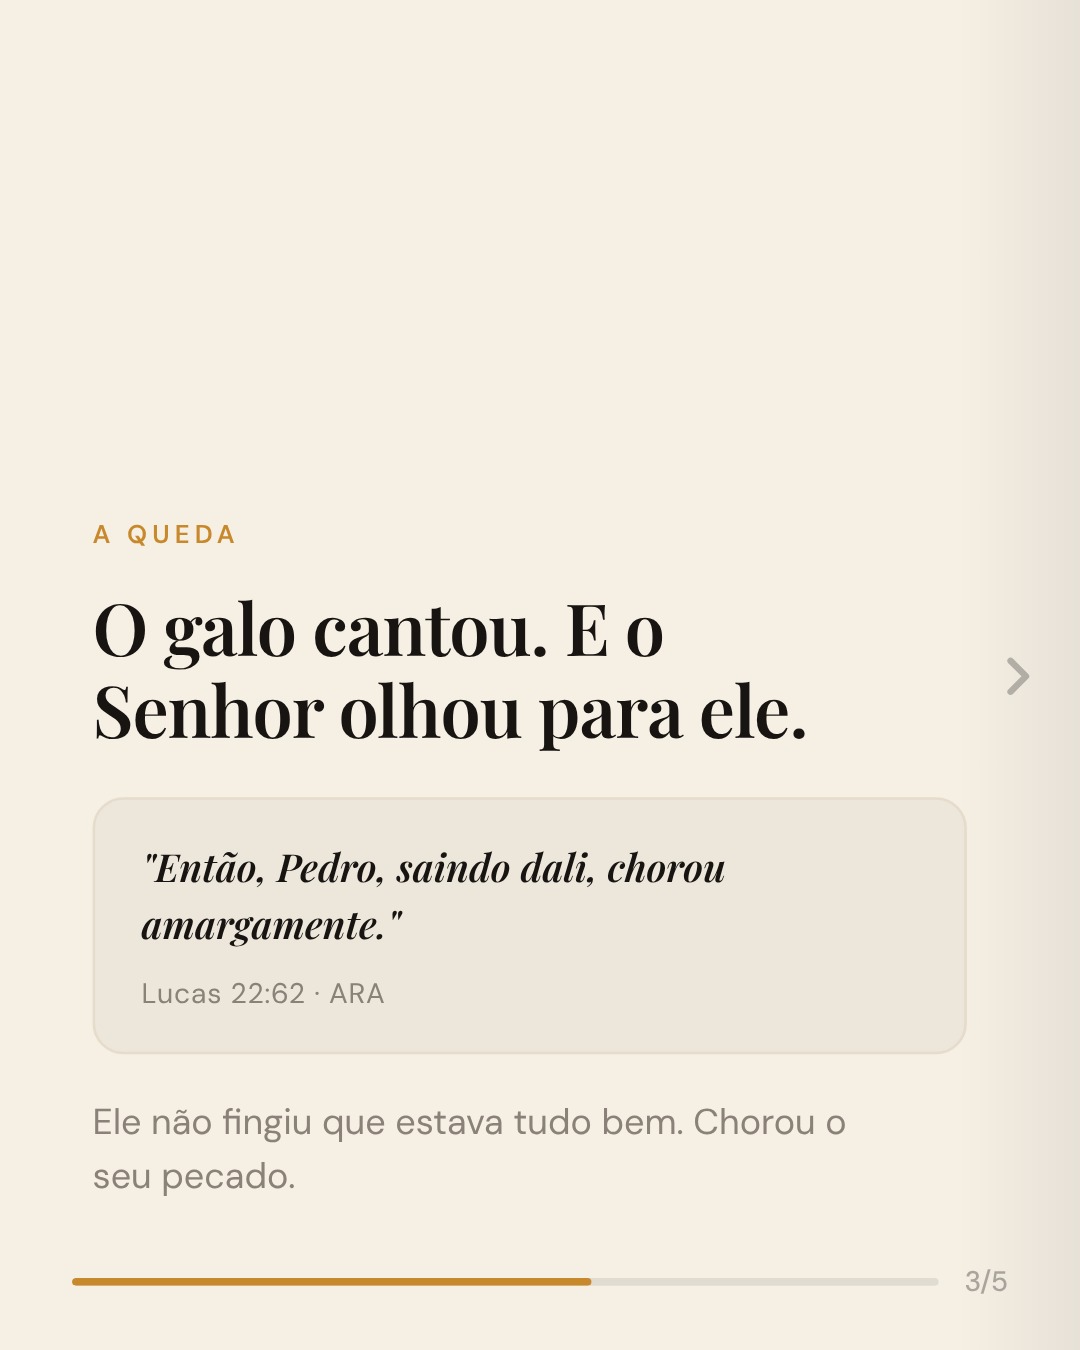 A QUEDA
O galo cantou. E o
Senhor olhou para ele.
"Então, Pedro, saindo dali, chorou
amargamente."
Lucas 22:62 · ARA
Ele não fingiu que estava tudo bem. Chorou o
seu pecado.
3/5